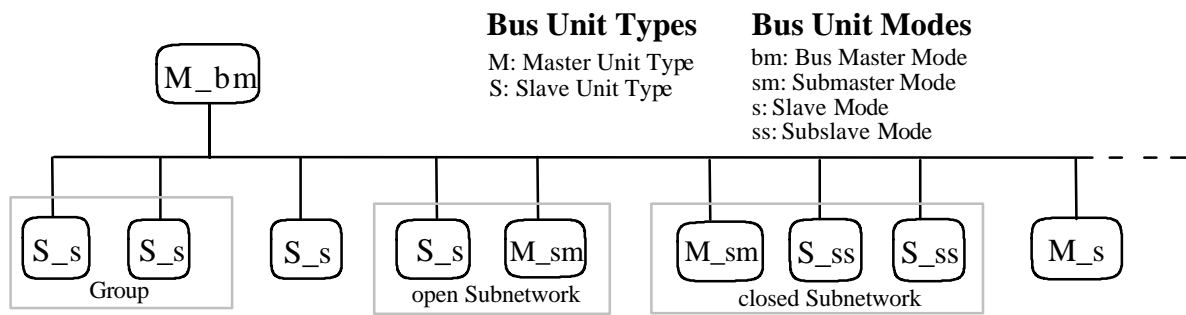 Bus Unit Types
M: Master Unit Type
S: Slave Unit Type
Bus Unit Modes
bm: Bus Master Mode
sm: Submaster Mode
s: Slave Mode
ss: Subslave Mode
M_bm
S_s
S_s
S_s
S_s
M_sm
M_sm
S_ss
S_ss
M_s
Group
open Subnetwork
closed Subnetwork